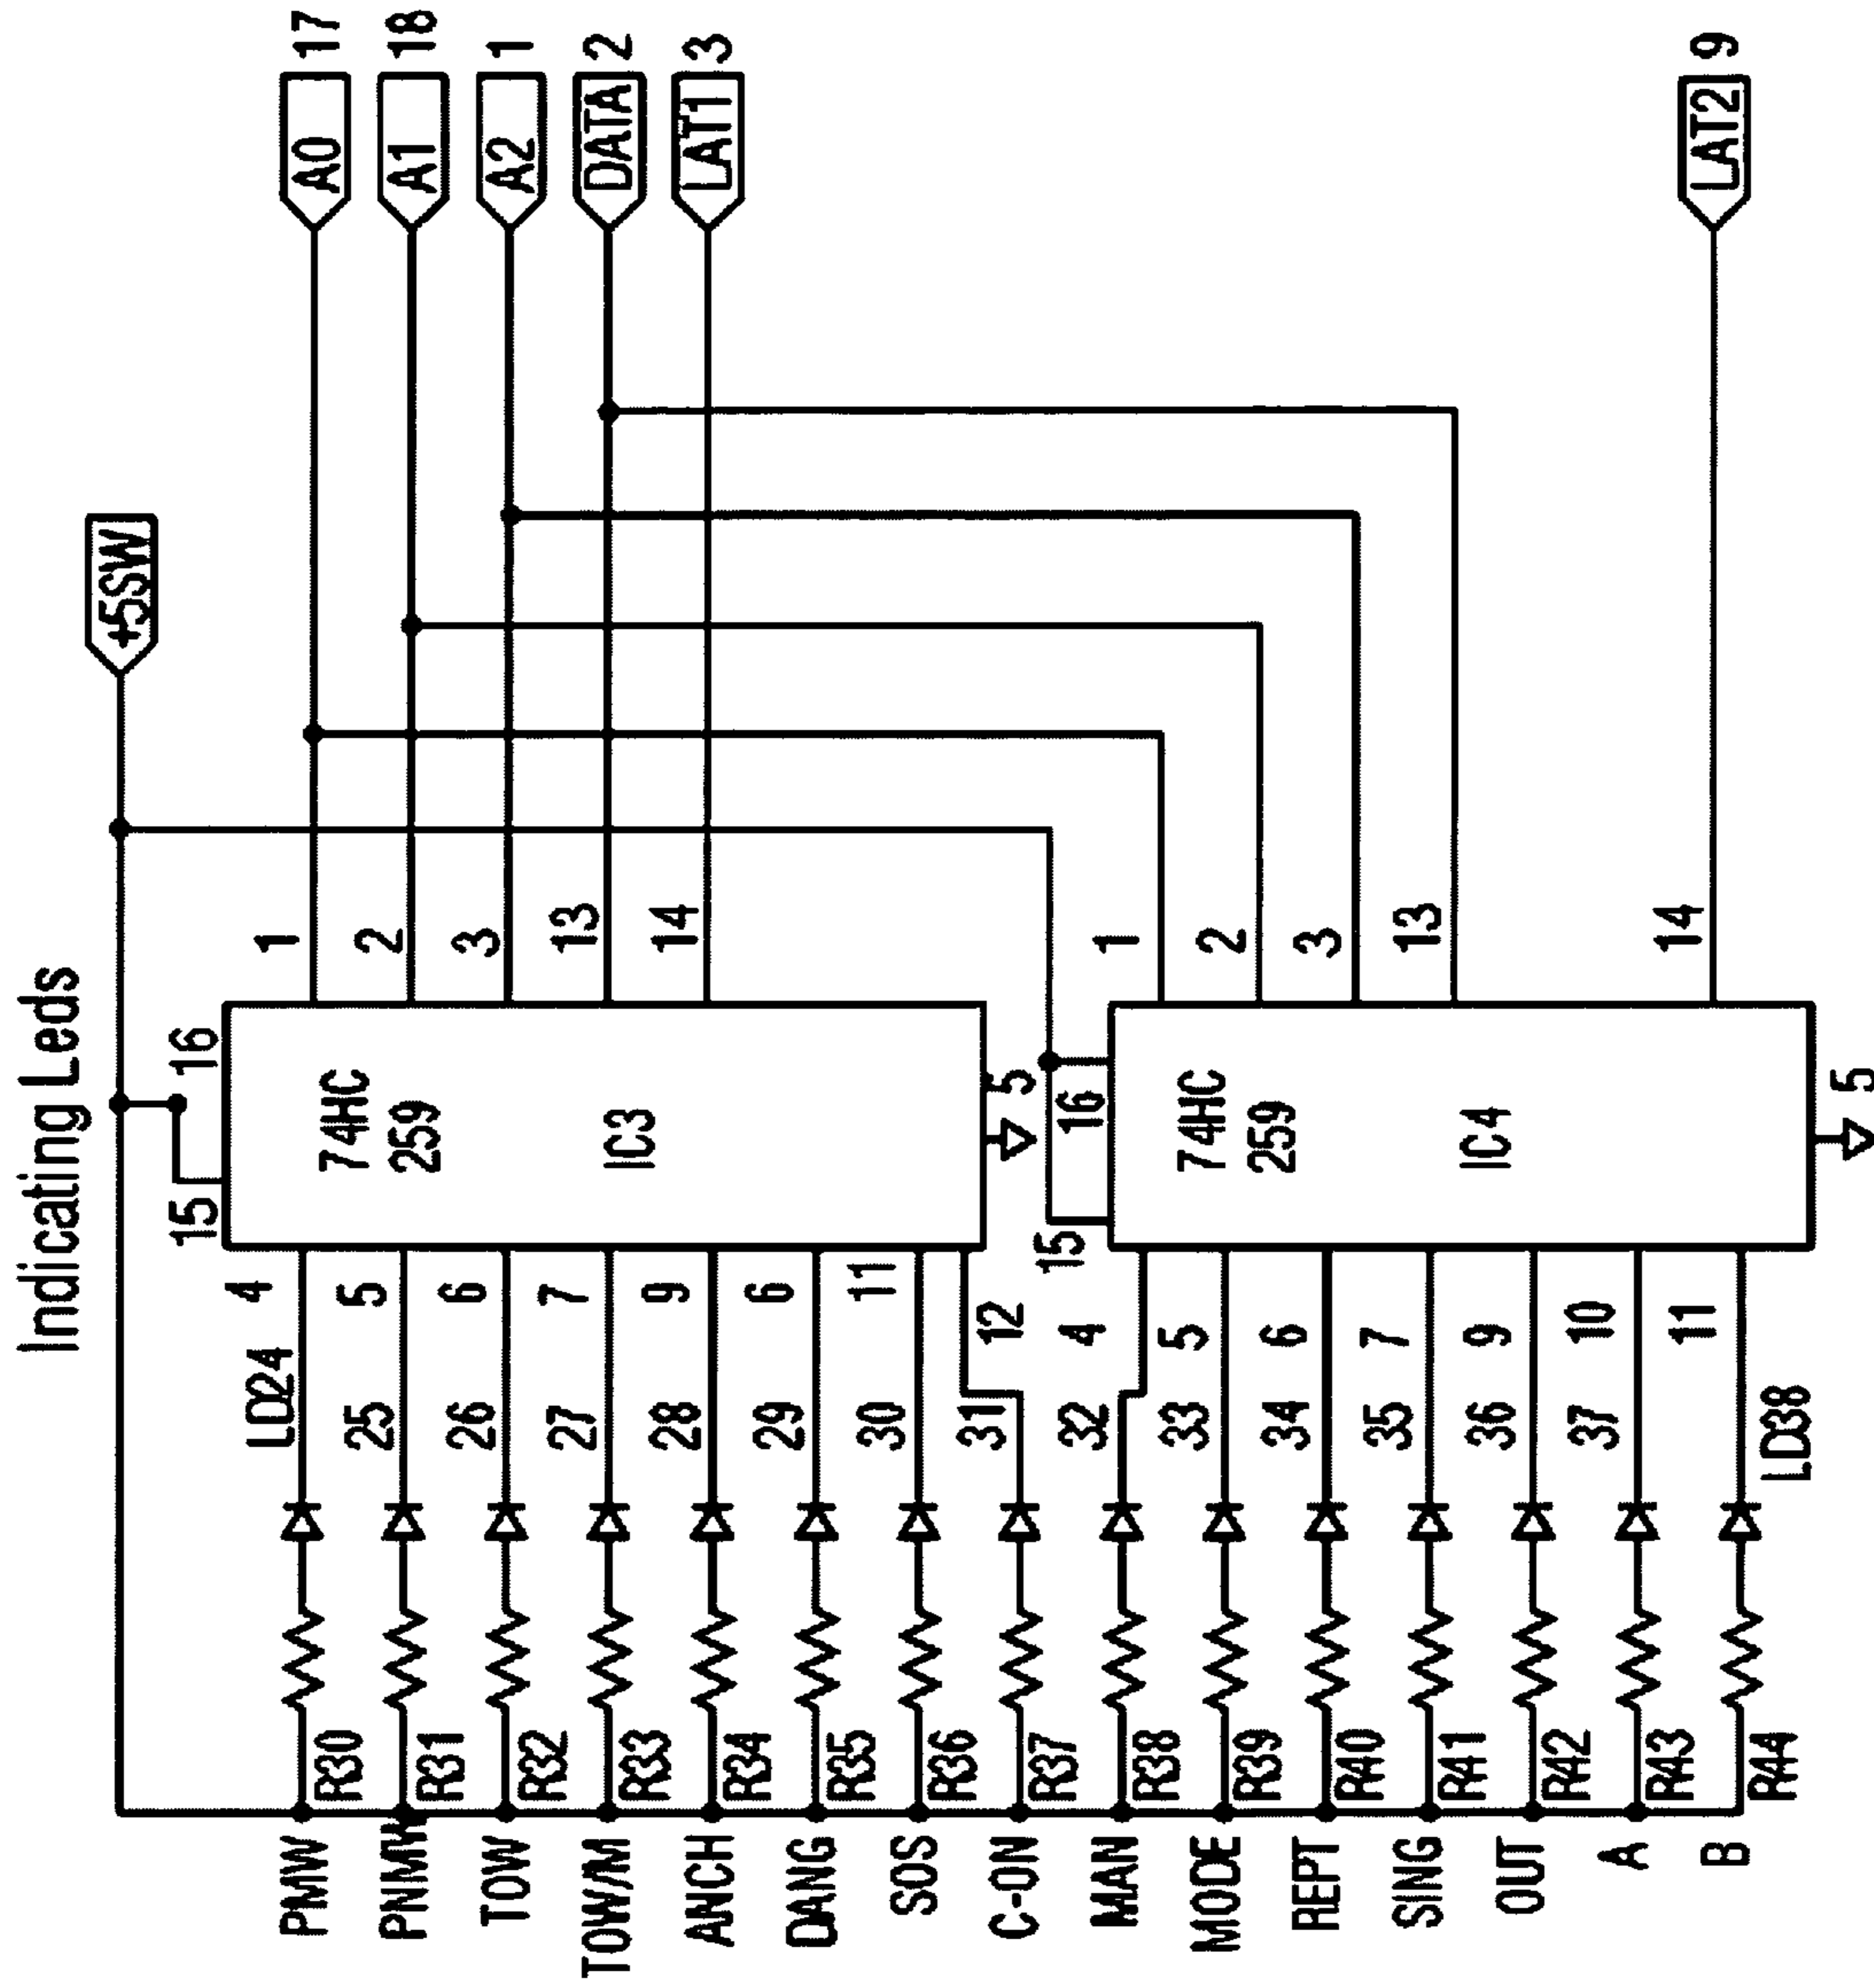 Indicating Leds
+5SW
A0 17
A1 18
A2 1
DATA 2
LAT1 3
LAT2 9
15 16
1
2
3
13
14
74HC
259
IC3
5
4
5
6
7
9
6
11
12
15 16
1
2
3
13
14
74HC
259
IC4
5
4
5
6
7
9
10
11
LD24
25
26
27
28
29
30
31
32
33
34
35
36
37
LD38
R30
R31
R32
R33
R34
R35
R36
R37
R38
R39
R40
R41
R42
R43
R44
PMW
PNMW
TOW
TOW/M
ANCH
DANG
SOS
C-ON
MAN
MODE
REPT
SING
OUT
A
B